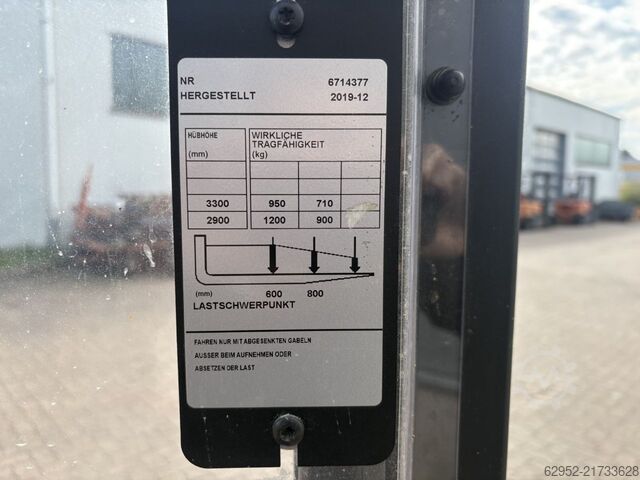 NR 6714377
HERGESTELLT 2019-12
HUBHÖHE WIRKLICHE
TRAGFÄHIGKEIT
(mm) (kg)
3300 950 710
2900 1200 900
(mm) 600 800
LASTSCHWERPUNKT
FAHREN NUR MIT ABGESENKTEN GABELN
AUSSER BEIM AUFNEHMEN ODER
ABSETZEN DER LAST
62952-21733628